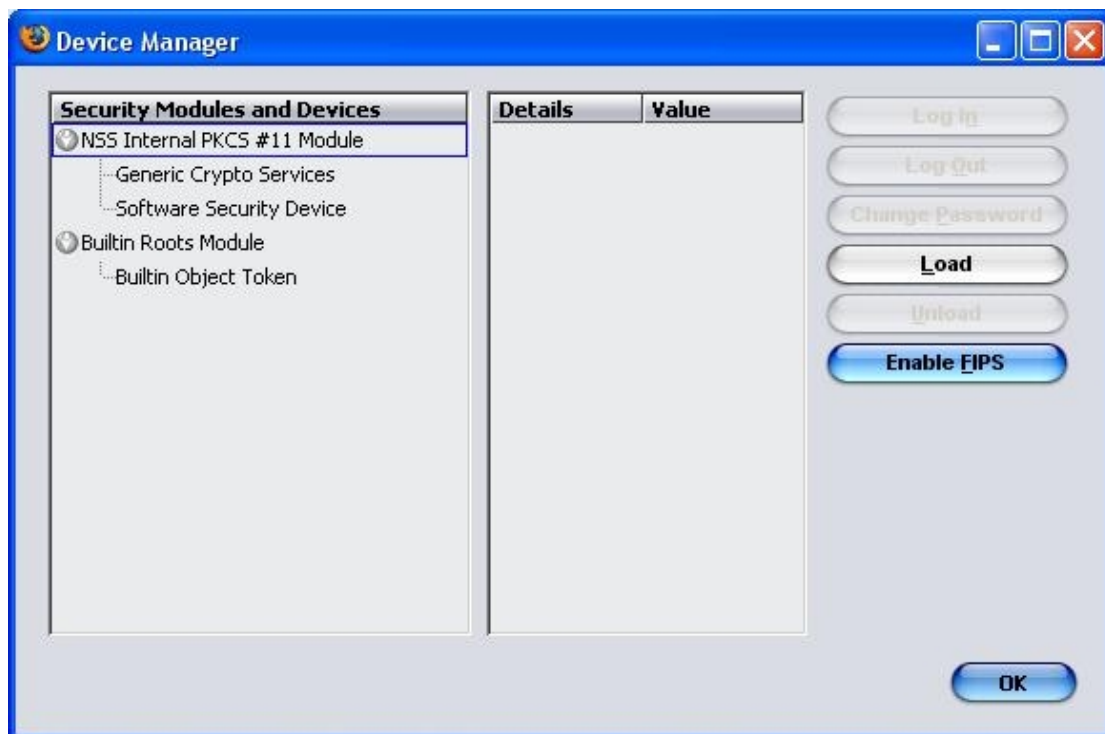 Device Manager
Security Modules and Devices
NSS Internal PKCS #11 Module
Generic Crypto Services
Software Security Device
Builtin Roots Module
Builtin Object Token
Details Value
Log In
Log Out
Change Password
Load
Unload
Enable FIPS
OK